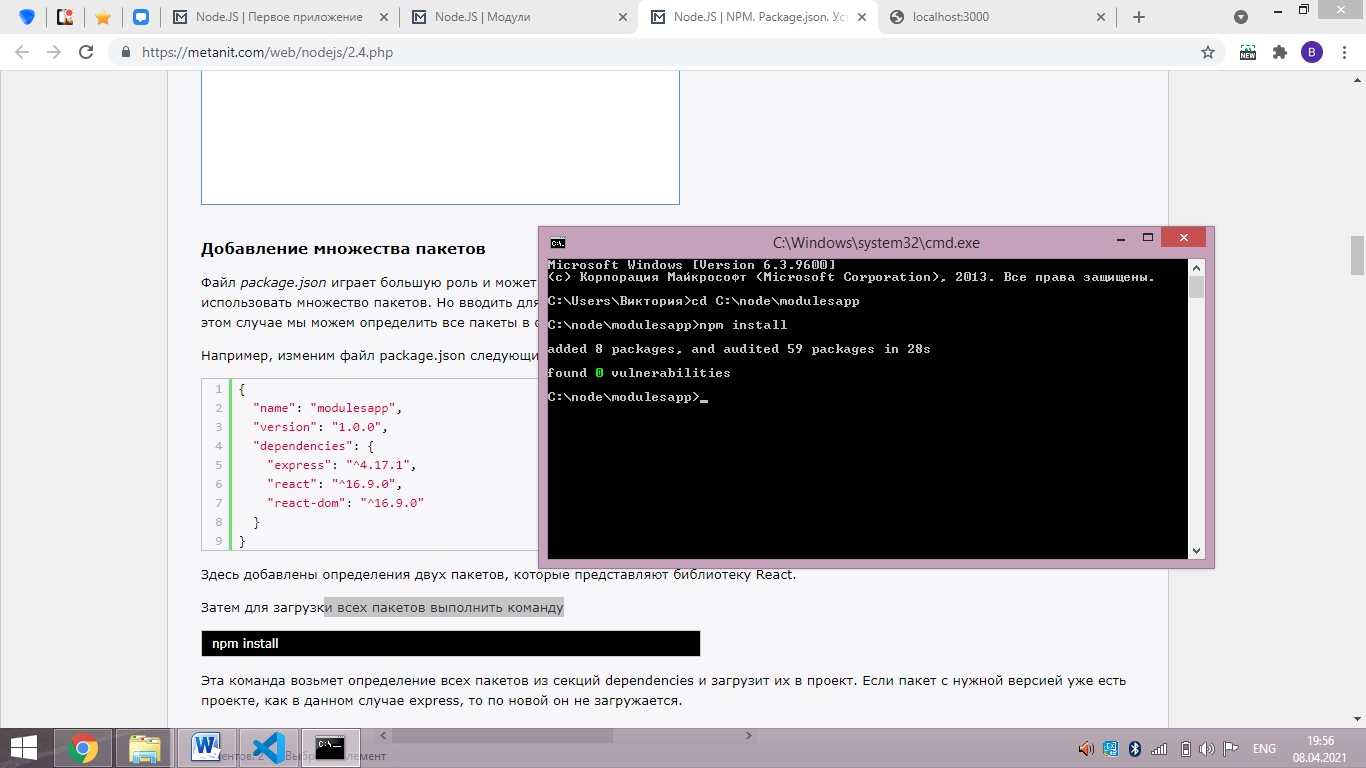 Node.JS | Первое приложение
Node.JS | Модули
Node.JS | NPM. Package.json. Ус
localhost:3000
https://metanit.com/web/nodejs/2.4.php
NEW
B
Добавление множества пакетов
Файл package.json играет большую роль и может
использовать множество пакетов. Но вводить для
этом случае мы можем определить все пакеты в
Например, изменим файл package.json следующи
1 {
2 "name": "modulesapp",
3 "version": "1.0.0",
4 "dependencies": {
5 "express": "^4.17.1",
6 "react": "^16.9.0",
7 "react-dom": "^16.9.0"
8 }
9 }
C:\Windows\system32\cmd.exe
Microsoft Windows [Version 6.3.9600]
(c) Корпорация Майкрософт (Microsoft Corporation), 2013. Все права защищены.
C:\Users\Виктория>cd C:\node\modulesapp
C:\node\modulesapp>npm install
added 8 packages, and audited 59 packages in 28s
found 0 vulnerabilities
C:\node\modulesapp>_
Здесь добавлены определения двух пакетов, которые представляют библиотеку React.
Затем для загрузки всех пакетов выполнить команду
npm install
Эта команда возьмет определение всех пакетов из секций dependencies и загрузит их в проект. Если пакет с нужной версией уже есть
проекте, как в данном случае express, то по новой он не загружается.
ENG
19:56
08.04.2021